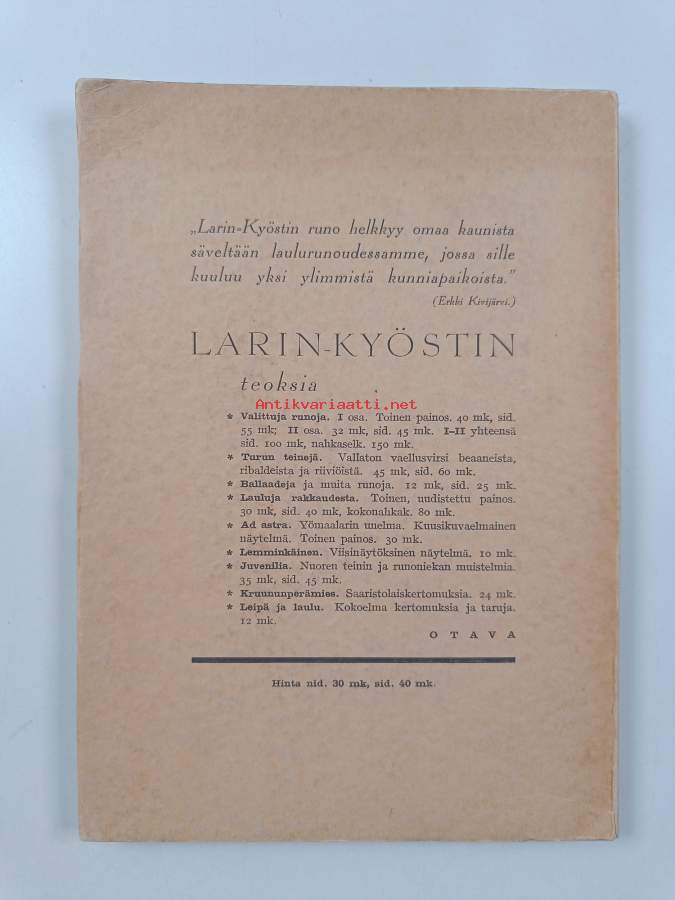 „Larin-Kyöstin runo helkkyy omaa kaunista
säveltään laulurunoudessamme, jossa sille
kuuluu yksi ylimmistä kunniapaikoista.”
(Erkki Kivijärvi.)
LARIN-KYÖSTIN
teoksia
Antikvariaatti.net
* Valittuja runoja. I osa. Toinen painos. 40 mk, sid.
55 mk; II osa. 32 mk, sid. 45 mk. I–II yhteensä
sid. 100 mk, nahkaselk. 150 mk.
* Turun teinejä. Vallaton vaellusvirsi beaaneista,
ribaldeista ja riiviöistä. 45 mk, sid. 60 mk.
* Ballaadeja ja muita runoja. 12 mk, sid. 25 mk.
* Lauluja rakkaudesta. Toinen, uudistettu painos.
30 mk, sid. 40 mk, kokonahkak. 80 mk.
* Ad astra. Yömaalarin unelma. Kuusikuvaelmainen
näytelmä. Toinen painos. 30 mk.
* Lemminkäinen. Viisinäytöksinen näytelmä. 10 mk.
* Juvenilia. Nuoren teinin ja runoniekan muistelmia.
35 mk, sid. 45 mk.
* Kruununperämies. Saaristolaiskertomuksia. 24 mk.
* Leipä ja laulu. Kokoelma kertomuksia ja taruja.
12 mk.
OTAVA
Hinta nid. 30 mk, sid. 40 mk.